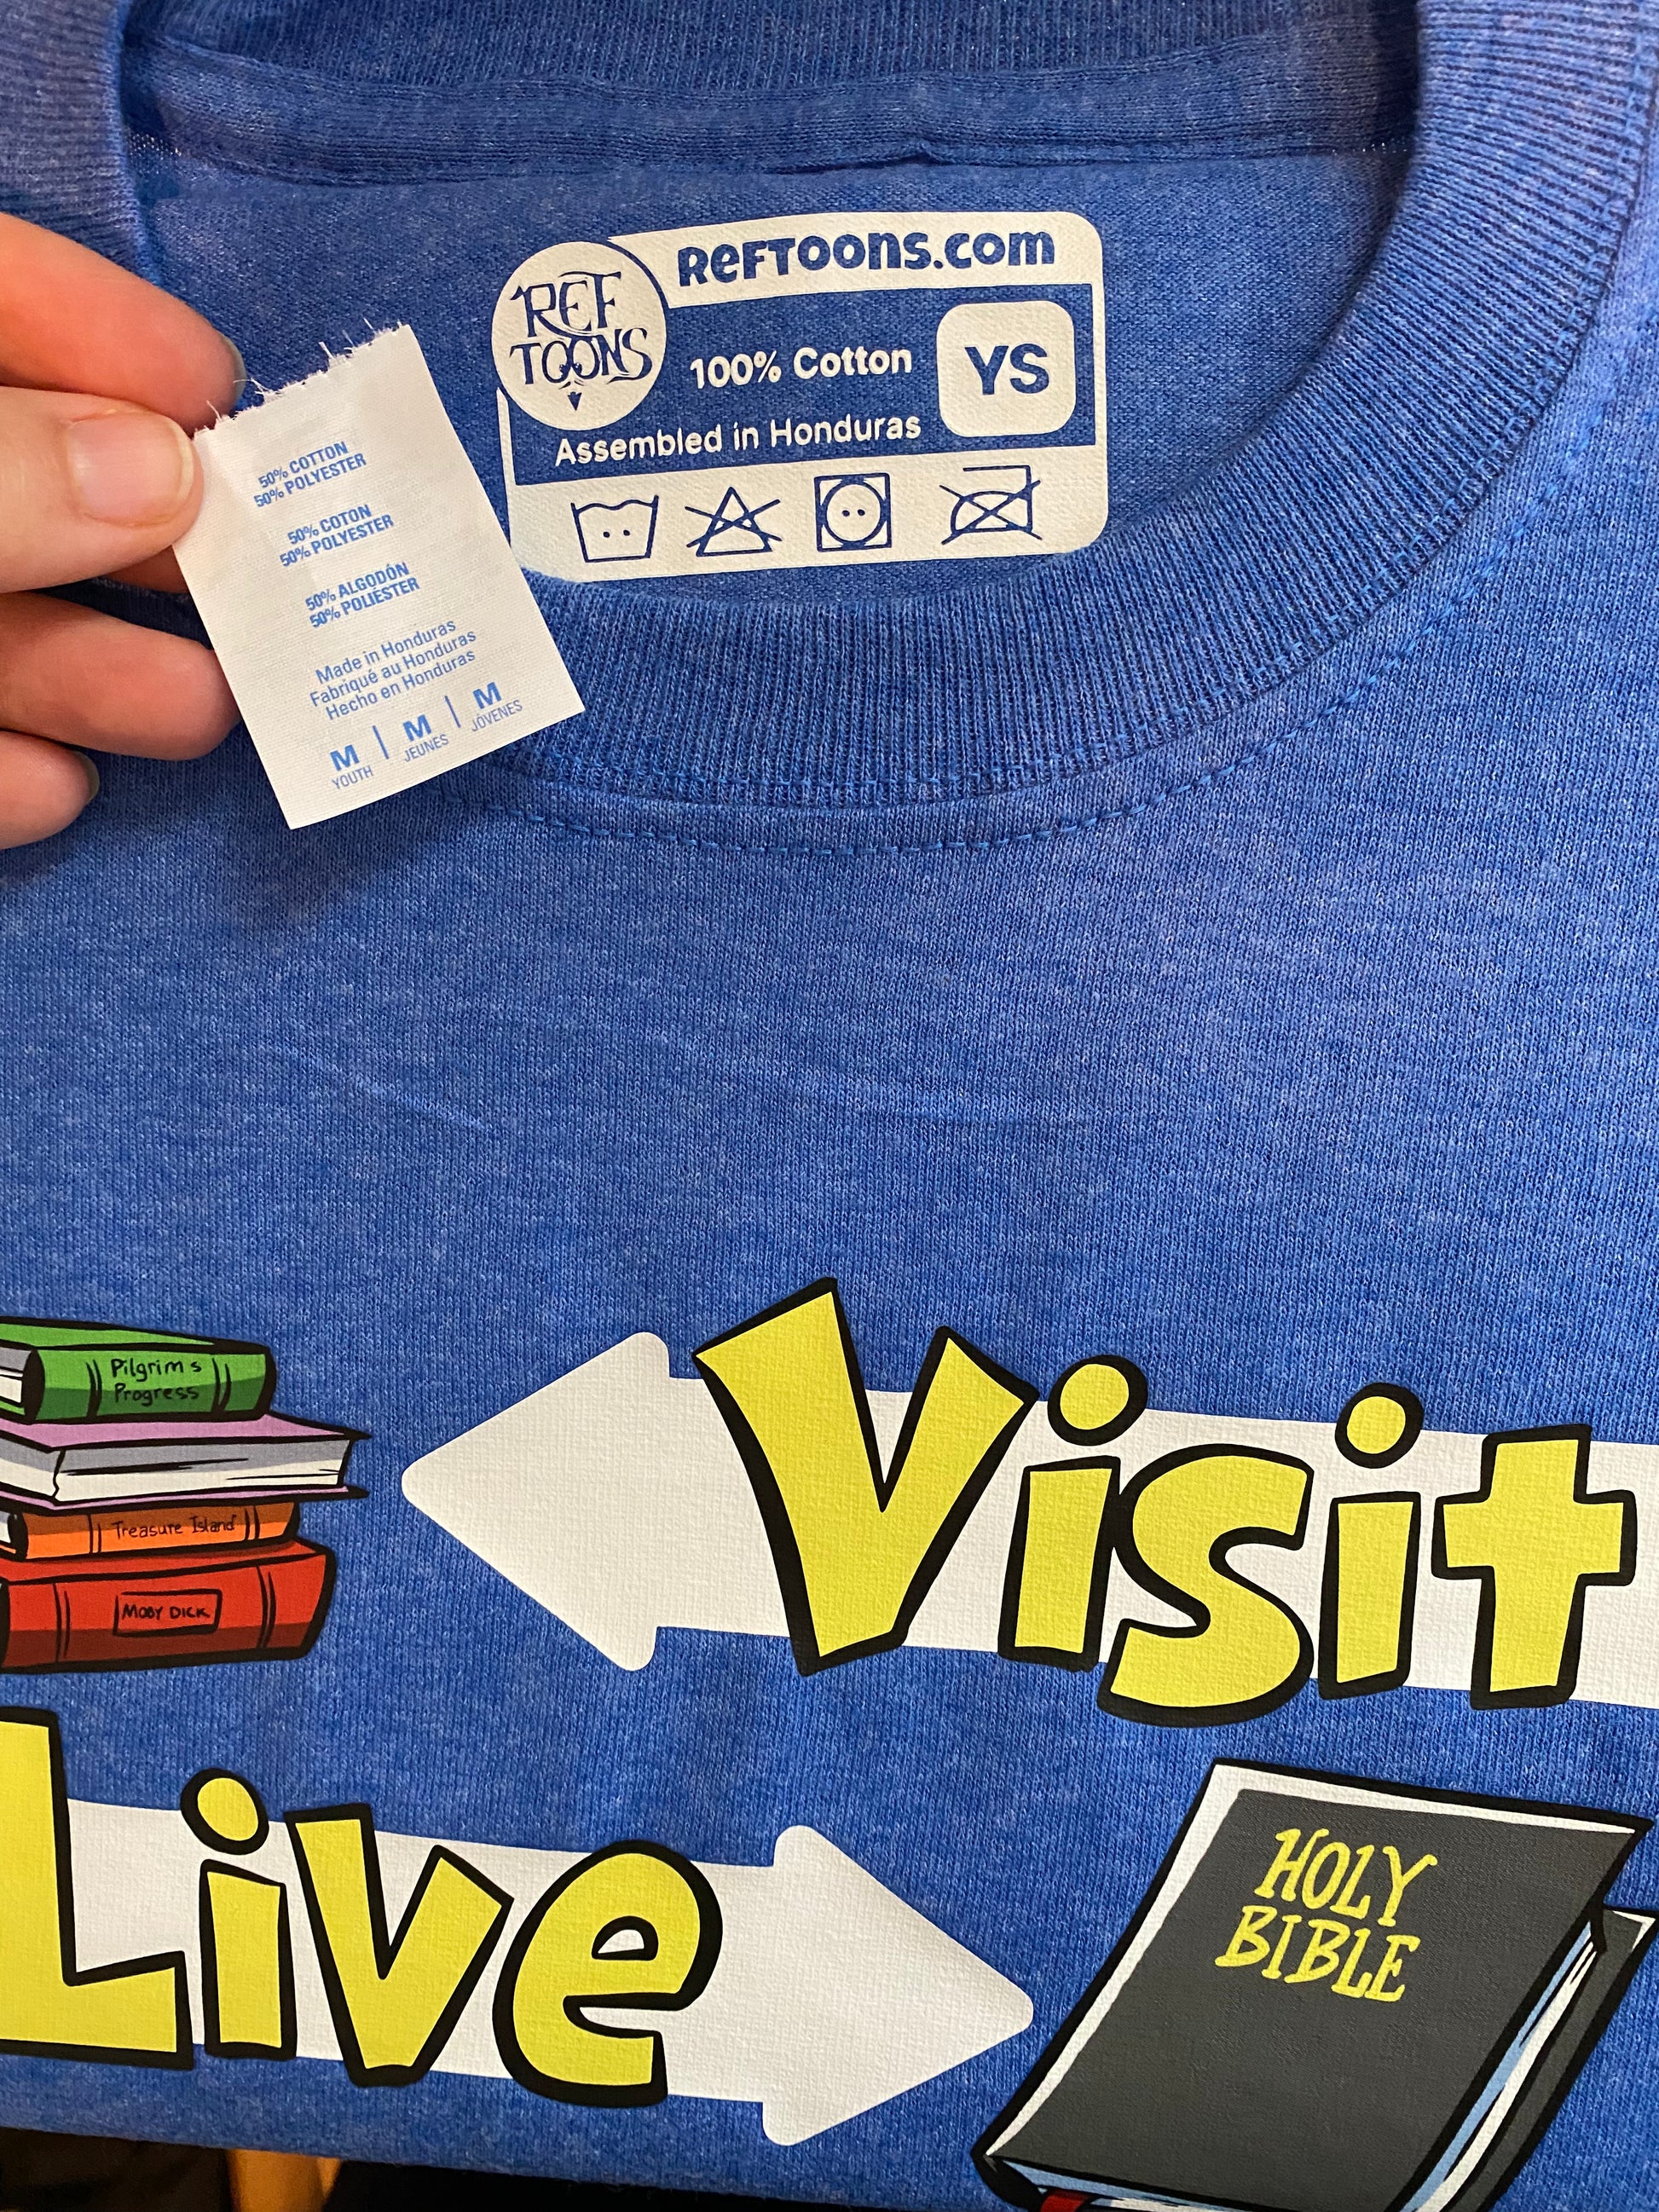 REFTOONS.COM
REF
TOONS
100% Cotton
YS
Assembled in Honduras
50% COTTON
50% POLYESTER
50% COTON
50% POLYESTER
50% ALGODÓN
50% POLIÉSTER
Made in Honduras
Fabriqué au Honduras
Hecho en Honduras
M | M | M
YOUTH JEUNES JÓVENES
Pilgrims
Progress
Treasure Island
MOBY DICK
Visit
Live
HOLY
BIBLE